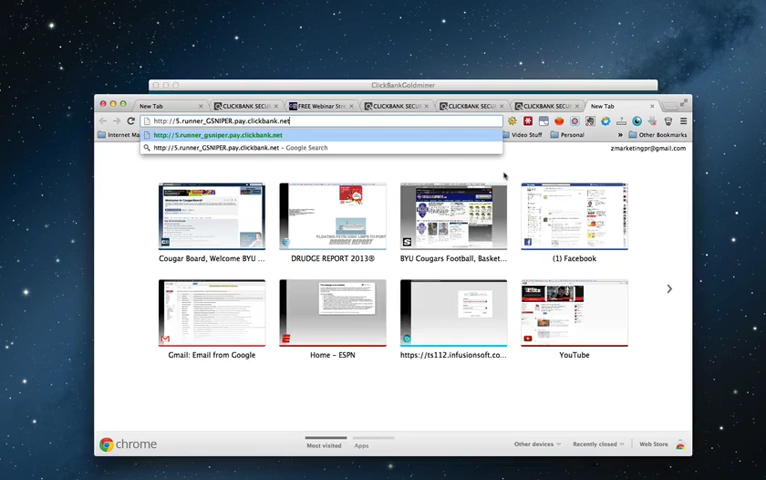 ClickBankGoldminer
New Tab
CLICKBANK SECU
FREE Webinar Stre
CLICKBANK SECU
CLICKBANK SECU
CLICKBANK SECU
New Tab
http://5.runner_GSNIPER.pay.clickbank.net
Internet Ma
Video Stuff
Personal
»
Other Bookmarks
http://5.runner_gsniper.pay.clickbank.net
http://5.runner_GSNIPER.pay.clickbank.net - Google Search
zmarketingpr@gmail.com
Cougar Board, Welcome BYU ...
DRUDGE REPORT 2013®
BYU Cougars Football, Basket...
(1) Facebook
Gmail: Email from Google
Home – ESPN
https://ts112.infusionsoft.co...
YouTube
chrome
Most visited
Apps
Other devices
Recently closed
Web Store